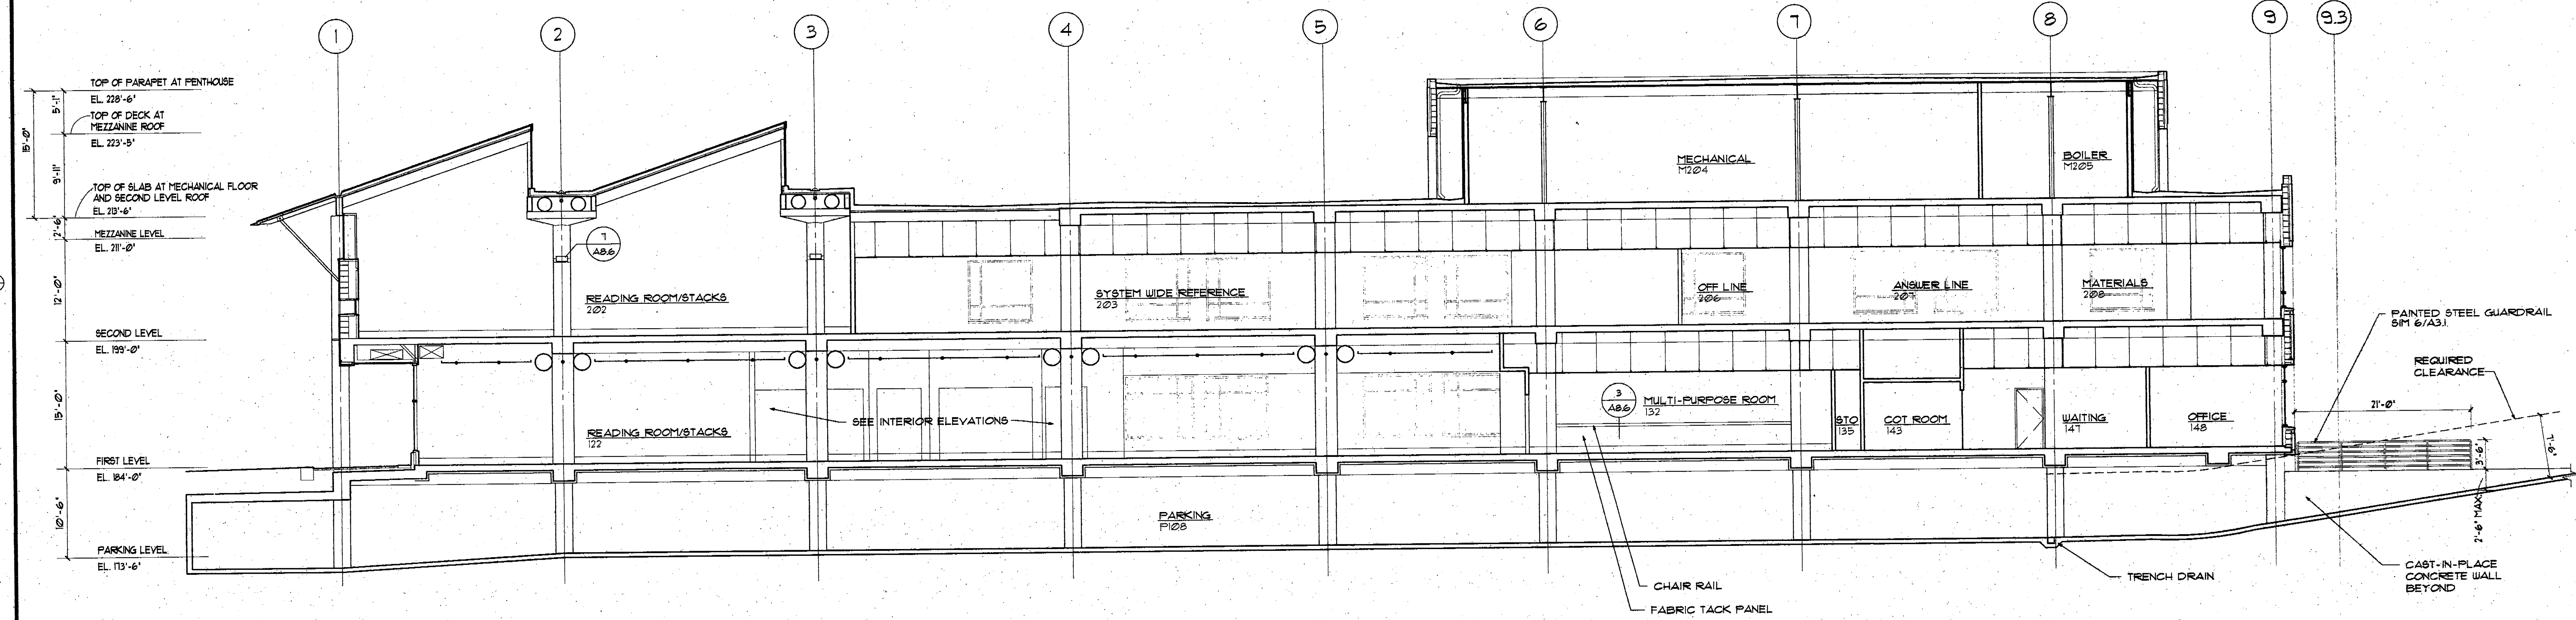 1 2 3 4 5 6 7 8 9 9.3
TOP OF PARAPET AT PENTHOUSE
EL. 228'-6"
TOP OF DECK AT
MEZZANINE ROOF
EL. 223'-5"
TOP OF SLAB AT MECHANICAL FLOOR
AND SECOND LEVEL ROOF
EL. 213'-6"
MEZZANINE LEVEL
EL. 211'-0"
SECOND LEVEL
EL. 199'-0"
FIRST LEVEL
EL. 184'-0"
PARKING LEVEL
EL. 173'-6"
15'-0"
5'-1"
9'-11"
2'-6"
12'-0"
15'-0"
10'-6"
MECHANICAL
M204
BOILER
M205
7
A8.6
READING ROOM/STACKS
202
SYSTEM WIDE REFERENCE
203
OFF LINE
206
ANSWER LINE
207
MATERIALS
208
READING ROOM/STACKS
122
SEE INTERIOR ELEVATIONS
3
A8.6
MULTI-PURPOSE ROOM
132
STO
135
COT ROOM
143
WAITING
147
OFFICE
148
PARKING
P108
PAINTED STEEL GUARDRAIL
SIM 6/A3.1
REQUIRED
CLEARANCE
21'-0"
3'-6"
2'-6" MAX.
CHAIR RAIL
FABRIC TACK PANEL
TRENCH DRAIN
CAST-IN-PLACE
CONCRETE WALL
BEYOND